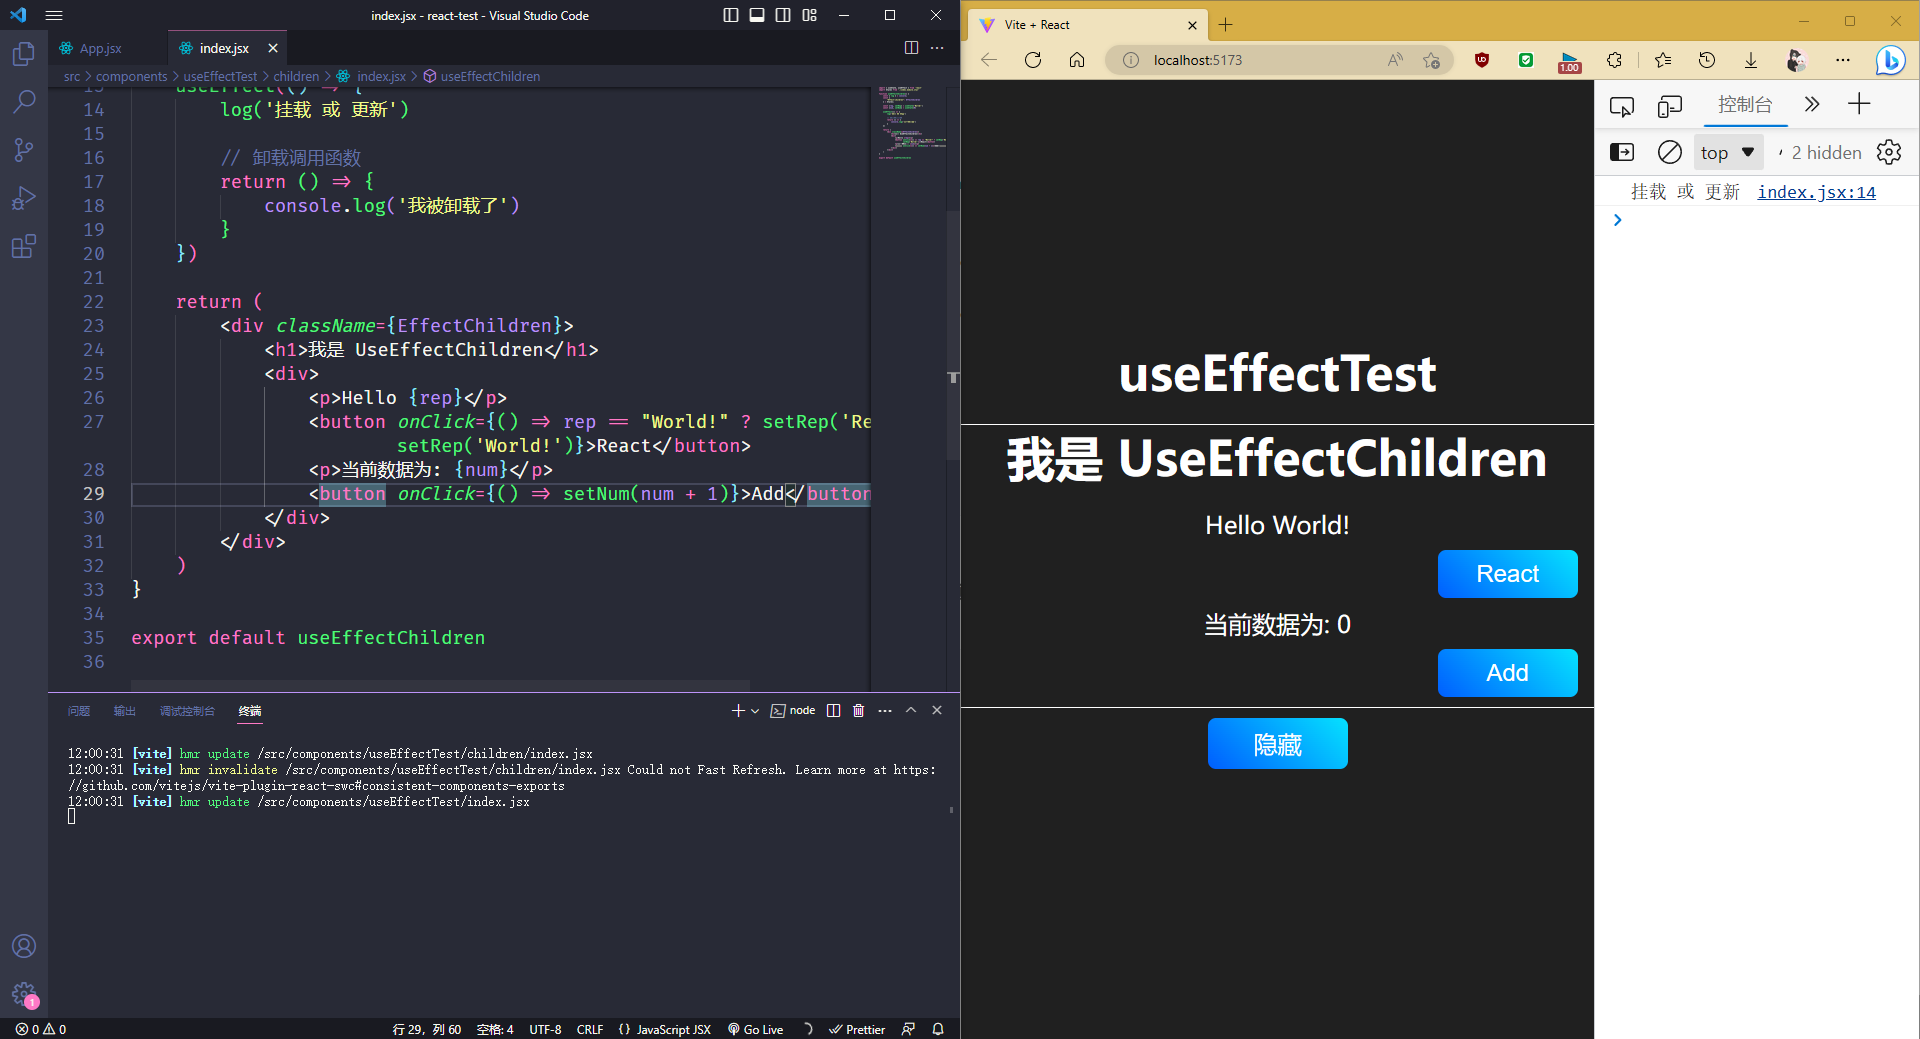 index.jsx - react-test - Visual Studio Code
App.jsx
index.jsx
src > components > useEffectTest > children > index.jsx > useEffectChildren
13 useEffect(() => {
14 log('挂载 或 更新')
15
16 // 卸载调用函数
17 return () => {
18 console.log('我被卸载了')
19 }
20 })
21
22 return (
23 <div className={EffectChildren}>
24 <h1>我是 UseEffectChildren</h1>
25 <div>
26 <p>Hello {rep}</p>
27 <button onClick={() => rep == "World!" ? setRep('Re
setRep('World!')}>React</button>
28 <p>当前数据为: {num}</p>
29 <button onClick={() => setNum(num + 1)}>Add</button
30 </div>
31 </div>
32 )
33 }
34
35 export default useEffectChildren
36
问题 输出 调试控制台 终端
node
12:00:31 [vite] hmr update /src/components/useEffectTest/children/index.jsx
12:00:31 [vite] hmr invalidate /src/components/useEffectTest/children/index.jsx Could not Fast Refresh. Learn more at https:
//github.com/vitejs/vite-plugin-react-swc#consistent-components-exports
12:00:31 [vite] hmr update /src/components/useEffectTest/index.jsx
1
0 0
行 29，列 60 空格: 4 UTF-8 CRLF {} JavaScript JSX Go Live Prettier
Vite + React
localhost:5173
1.00
控制台
top
2 hidden
挂载 或 更新 index.jsx:14
useEffectTest
我是 UseEffectChildren
Hello World!
React
当前数据为: 0
Add
隐藏